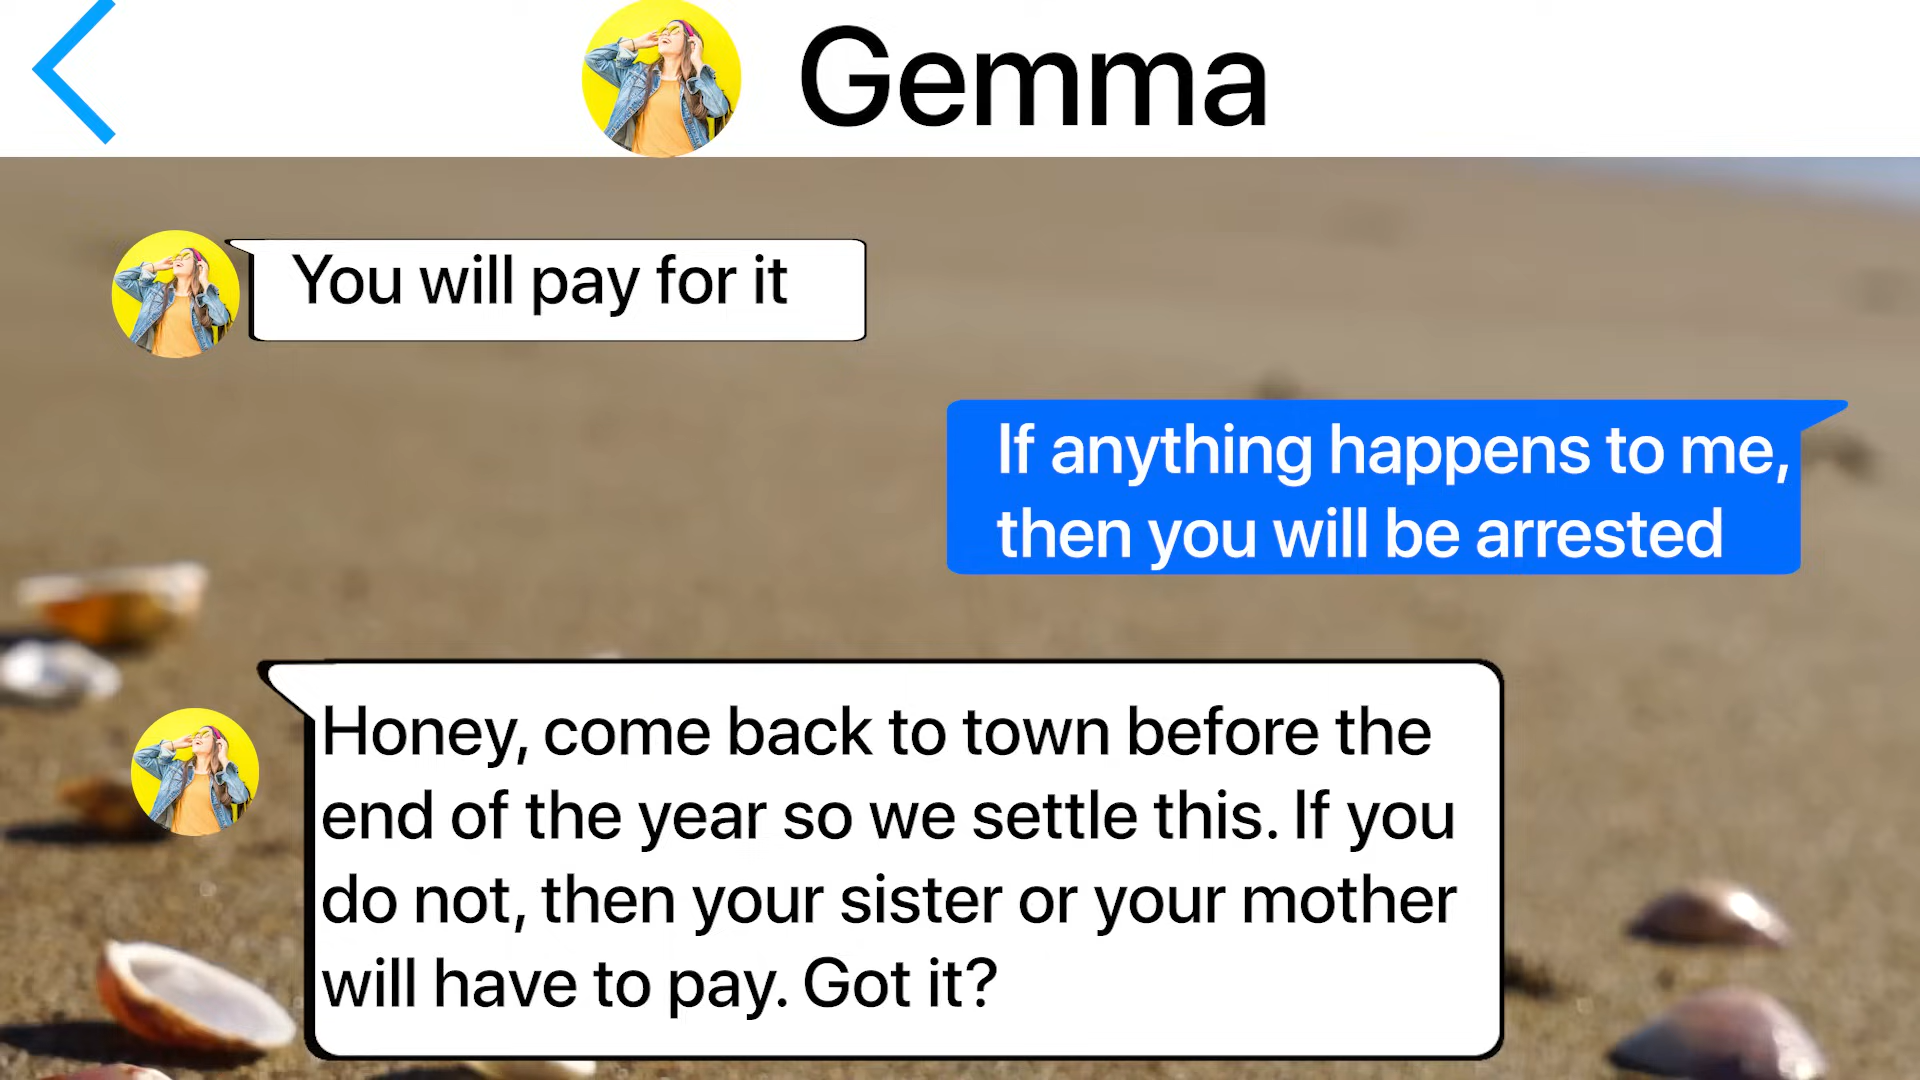 Gemma
You will pay for it
If anything happens to me,
then you will be arrested
Honey, come back to town before the
end of the year so we settle this. If you
do not, then your sister or your mother
will have to pay. Got it?